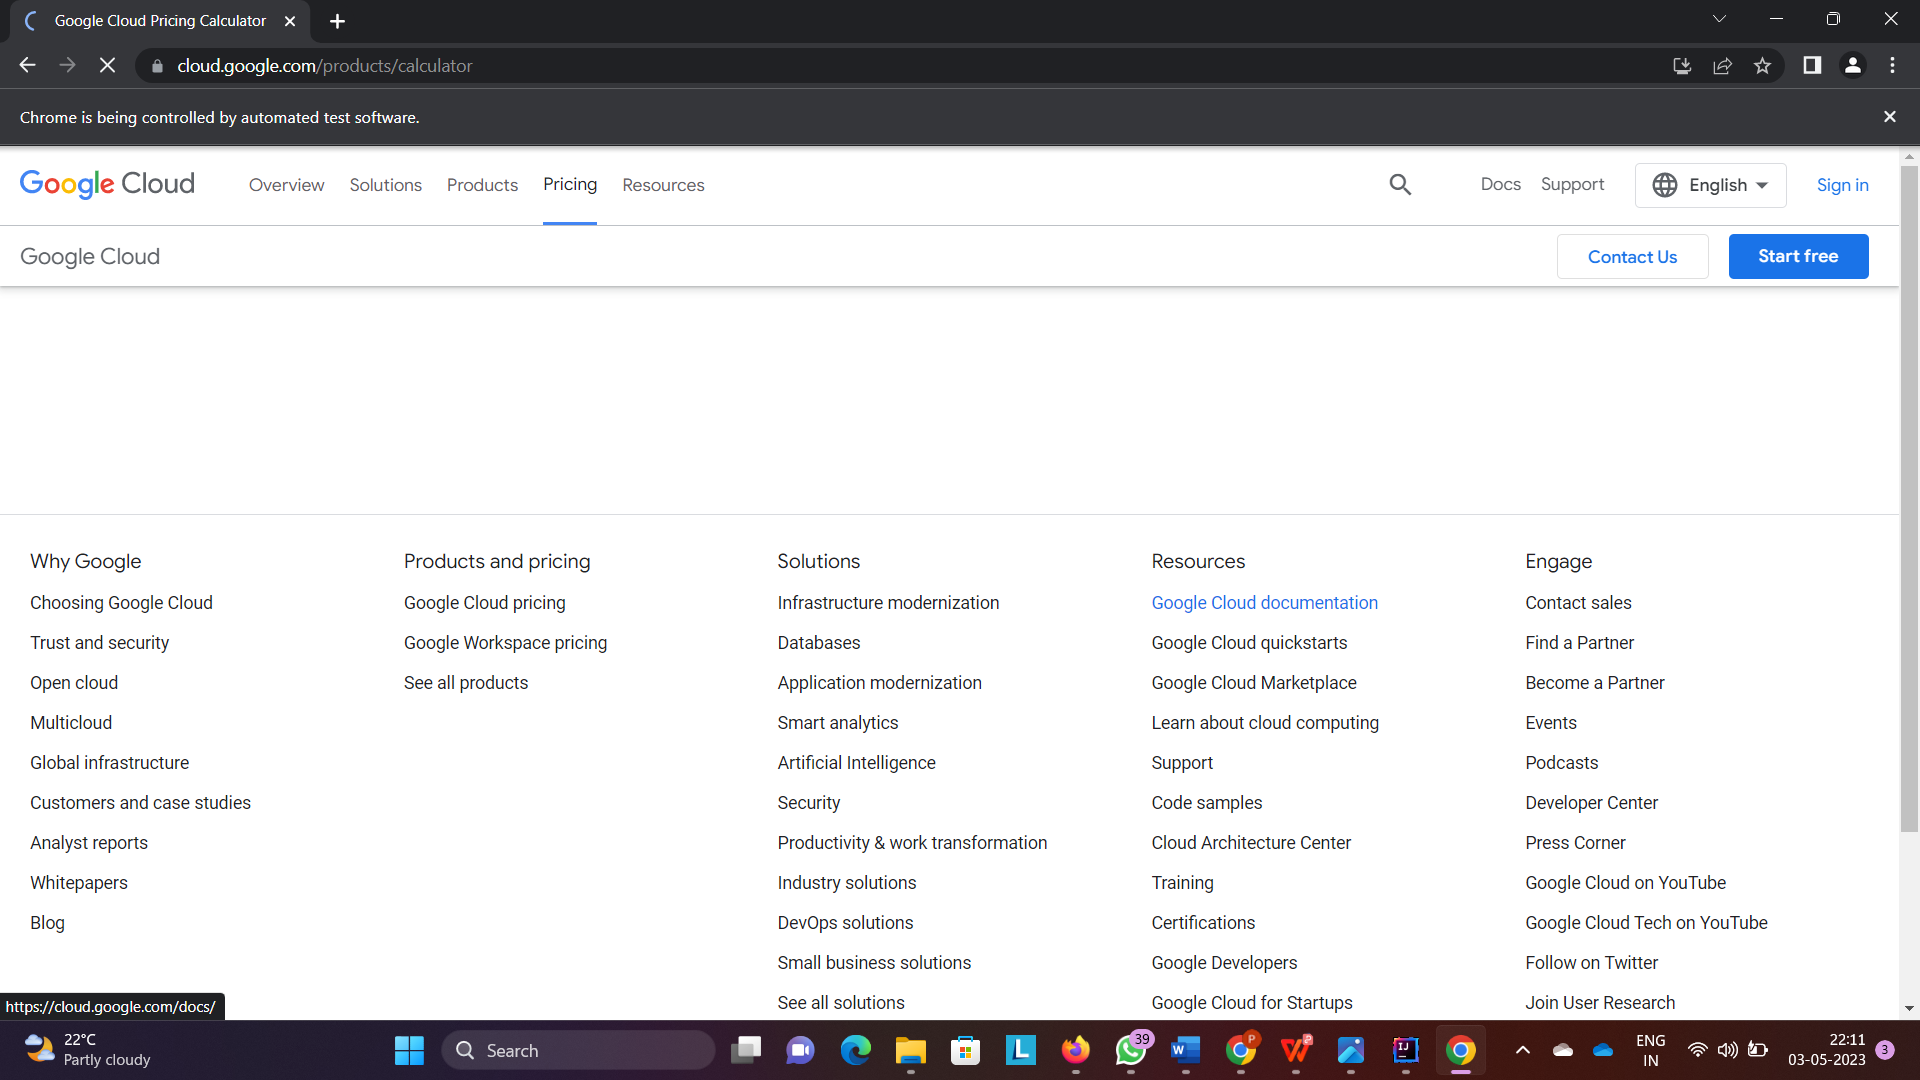 Google Cloud Pricing Calculator
cloud.google.com/products/calculator
Chrome is being controlled by automated test software.
Google Cloud
Overview
Solutions
Products
Pricing
Resources
Docs
Support
English
Sign in
Google Cloud
Contact Us
Start free
Why Google
Choosing Google Cloud
Trust and security
Open cloud
Multicloud
Global infrastructure
Customers and case studies
Analyst reports
Whitepapers
Blog
Products and pricing
Google Cloud pricing
Google Workspace pricing
See all products
Solutions
Infrastructure modernization
Databases
Application modernization
Smart analytics
Artificial Intelligence
Security
Productivity & work transformation
Industry solutions
DevOps solutions
Small business solutions
See all solutions
Resources
Google Cloud documentation
Google Cloud quickstarts
Google Cloud Marketplace
Learn about cloud computing
Support
Code samples
Cloud Architecture Center
Training
Certifications
Google Developers
Google Cloud for Startups
Engage
Contact sales
Find a Partner
Become a Partner
Events
Podcasts
Developer Center
Press Corner
Google Cloud on YouTube
Google Cloud Tech on YouTube
Follow on Twitter
Join User Research
https://cloud.google.com/docs/
22°C
Partly cloudy
Search
L
39
W
P
2
IJ
ENG
IN
22:11
03-05-2023
3